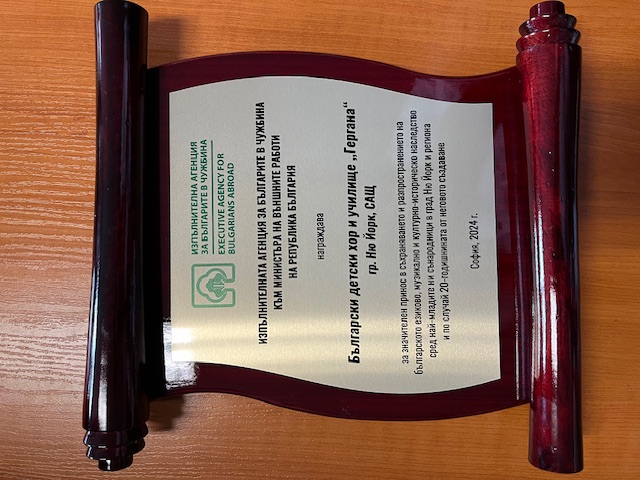 ИЗПЪЛНИТЕЛНА АГЕНЦИЯ
ЗА БЪЛГАРИТЕ В ЧУЖБИНА
EXECUTIVE AGENCY FOR
BULGARIANS ABROAD
ИЗПЪЛНИТЕЛНАТА АГЕНЦИЯ ЗА БЪЛГАРИТЕ В ЧУЖБИНА
КЪМ МИНИСТЪРА НА ВЪНШНИТЕ РАБОТИ
НА РЕПУБЛИКА БЪЛГАРИЯ
награждава
Български детски хор и училище „Гергана“
гр. Ню Йорк, САЩ
за значителен принос в съхраняването и разпространението на
българското езиково, музикално и културно-историческо наследство
сред най-младите ни сънародници в град Ню Йорк и региона
и по случай 20-годишнината от неговото създаване
София, 2024 г.